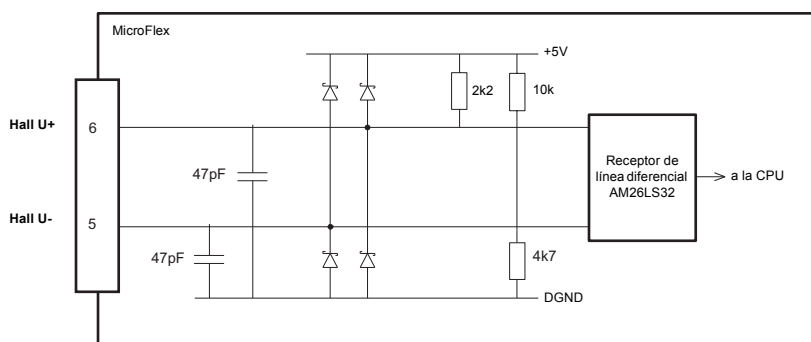 MicroFlex
+5V
2k2
10k
Hall U+
6
47pF
Receptor de
línea diferencial
AM26LS32
a la CPU
Hall U-
5
47pF
4k7
DGND